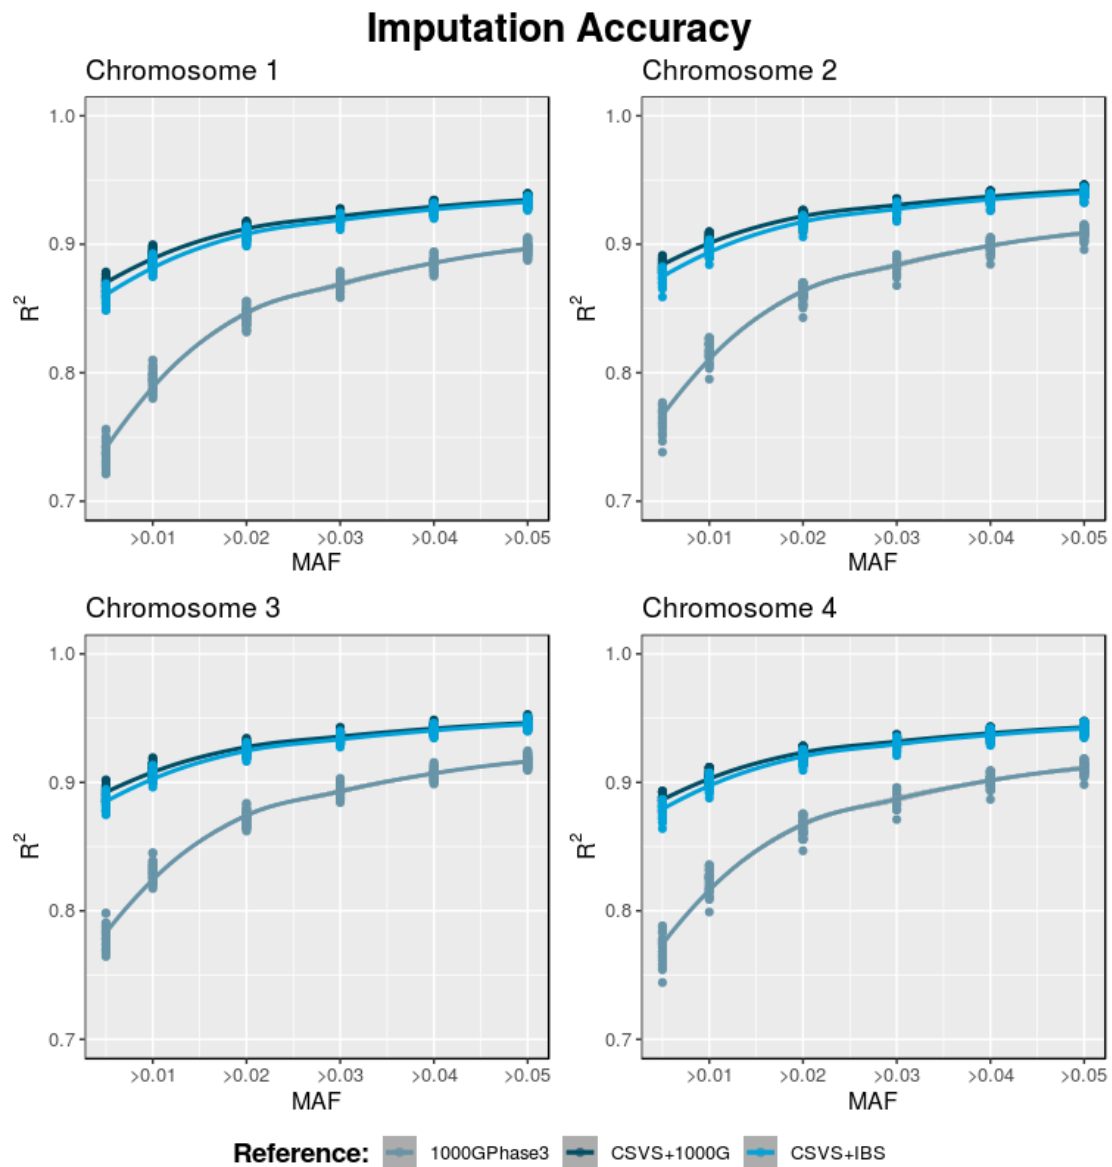 Imputation Accuracy
Chromosome 1
Chromosome 2
1.0
0.9
0.8
0.7
R²
>0.01 >0.02 >0.03 >0.04 >0.05
MAF
1.0
0.9
0.8
0.7
R²
>0.01 >0.02 >0.03 >0.04 >0.05
MAF
Chromosome 3
Chromosome 4
1.0
0.9
0.8
0.7
R²
>0.01 >0.02 >0.03 >0.04 >0.05
MAF
1.0
0.9
0.8
0.7
R²
>0.01 >0.02 >0.03 >0.04 >0.05
MAF
Reference: 1000GPhase3 CSVS+1000G CSVS+IBS